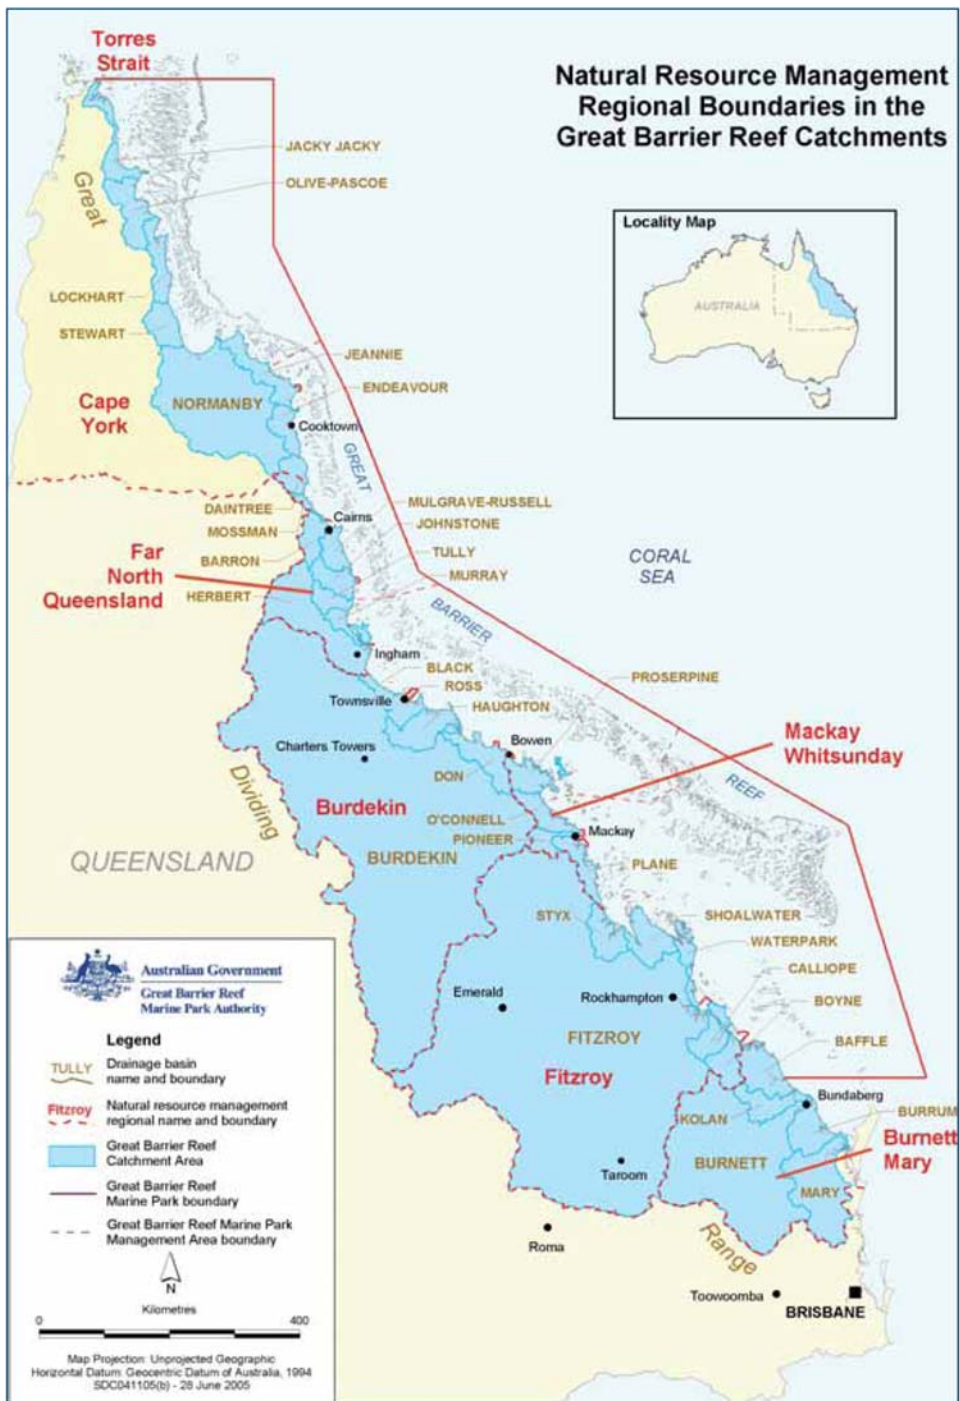 Torres
Strait
Natural Resource Management
Regional Boundaries in the
Great Barrier Reef Catchments
JACKY JACKY
OLIVE-PASCOE
Great
Locality Map
AUSTRALIA
LOCKHART
STEWART
JEANNIE
ENDEAVOUR
Cape
York
NORMANBY
Cooktown
GREAT
DAINTREE
MULGRAVE-RUSSELL
Cairns
JOHNSTONE
MOSSMAN
BARRON
TULLY
MURRAY
Far
North
Queensland
HERBERT
CORAL
SEA
BARRIER
Ingham
BLACK
ROSS
PROSERPINE
Townsville
HAUGHTON
Mackay
Whitsunday
Bowen
Charters Towers
DON
REEF
Dividing
Burdekin
O'CONNELL
PIONEER
Mackay
BURDEKIN
QUEENSLAND
PLANE
STYX
SHOALWATER
WATERPARK
CALLIOPE
Emerald
Rockhampton
BOYNE
FITZROY
BAFFLE
Fitzroy
Bundaberg
KOLAN
BURRUM
Burnett
Mary
BURNETT
Taroom
MARY
Roma
Range
Toowoomba
BRISBANE
Australian Government
Great Barrier Reef
Marine Park Authority
Legend
TULLY
Drainage basin
name and boundary
Fitzroy
Natural resource management
regional name and boundary
Great Barrier Reef
Catchment Area
Great Barrier Reef
Marine Park boundary
Great Barrier Reef Marine Park
Management Area boundary
N
Kilometres
0 400
Map Projection: Unprojected Geographic
Horizontal Datum: Geocentric Datum of Australia, 1994
SDC041105(b) - 28 June 2005